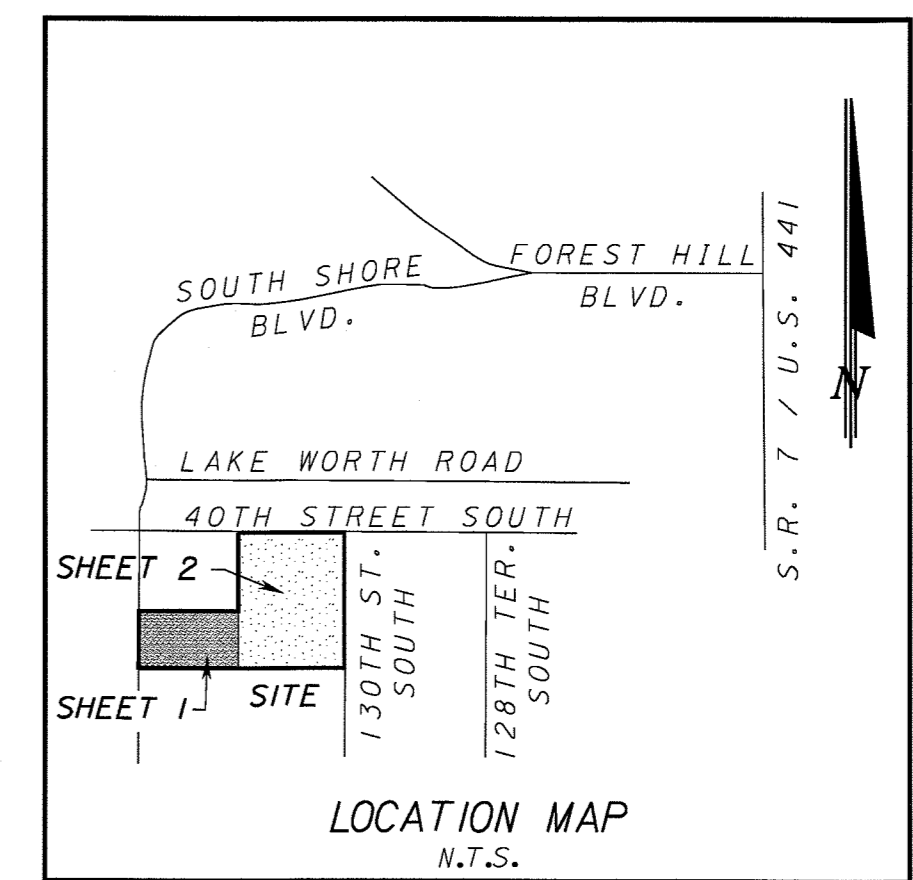 SOUTH SHORE
BLVD.
FOREST HILL
BLVD.
S.R. 7 / U.S. 441
N
LAKE WORTH ROAD
40TH STREET SOUTH
SHEET 2
130TH ST.
SOUTH
128TH TER.
SOUTH
SHEET 1
SITE
LOCATION MAP
N.T.S.